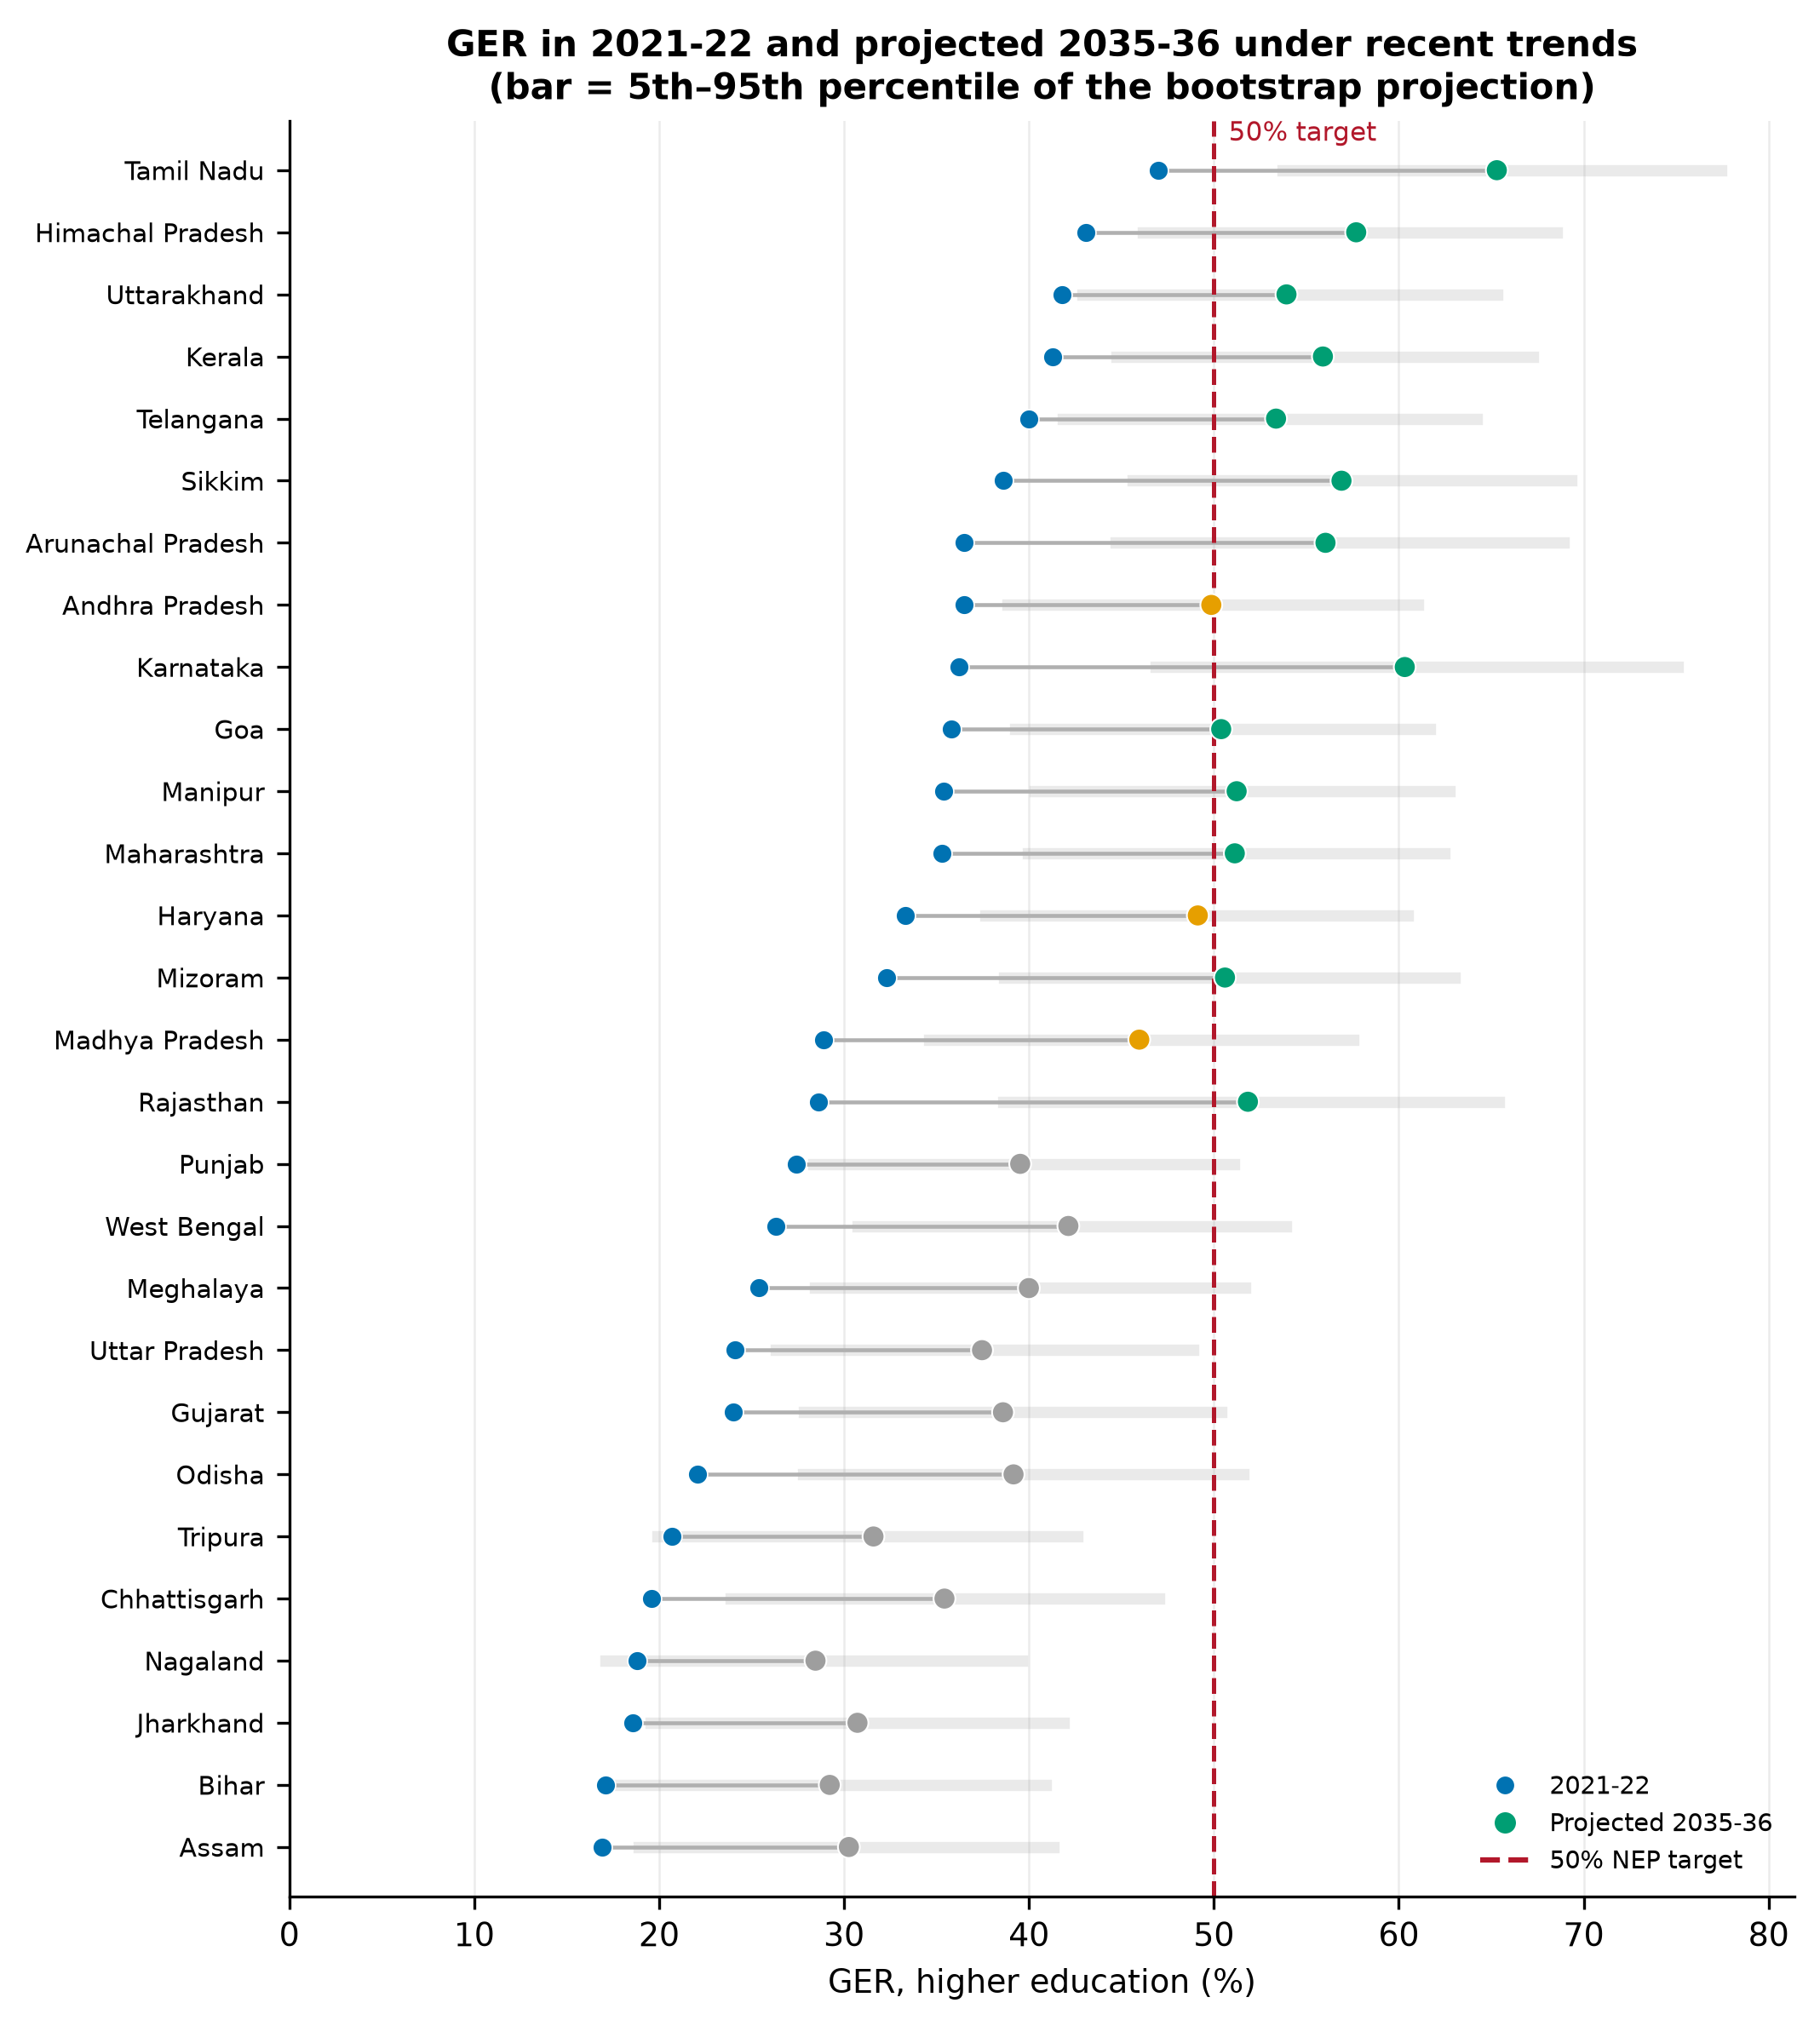 GER in 2021-22 and projected 2035-36 under recent trends
(bar = 5th–95th percentile of the bootstrap projection)
50% target
Tamil Nadu
Himachal Pradesh
Uttarakhand
Kerala
Telangana
Sikkim
Arunachal Pradesh
Andhra Pradesh
Karnataka
Goa
Manipur
Maharashtra
Haryana
Mizoram
Madhya Pradesh
Rajasthan
Punjab
West Bengal
Meghalaya
Uttar Pradesh
Gujarat
Odisha
Tripura
Chhattisgarh
Nagaland
Jharkhand
Bihar
Assam
2021-22
Projected 2035-36
50% NEP target
0 10 20 30 40 50 60 70 80
GER, higher education (%)